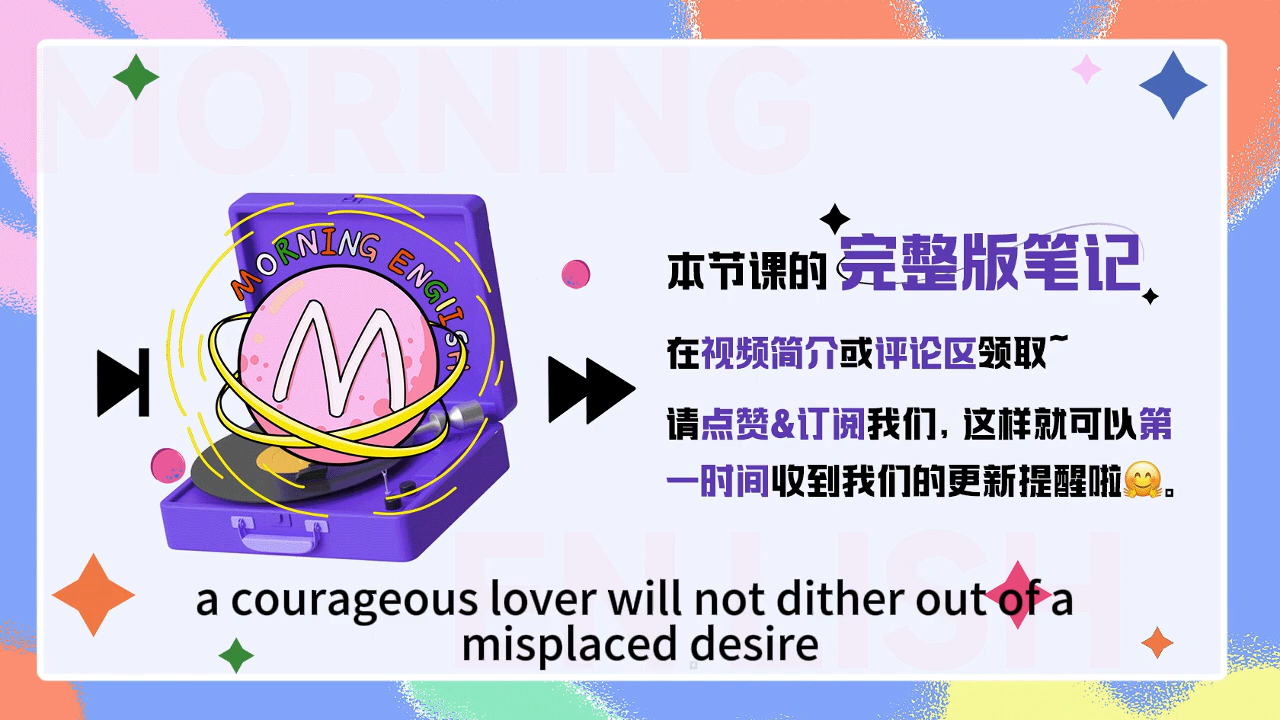 MORNING
MORNING ENGlISH
M
本节课的 完整版笔记
在视频简介或评论区领取~
请点赞&订阅我们，这样就可以第
一时间收到我们的更新提醒啦🤗。
ENGLISH
a courageous lover will not dither out of a
misplaced desire